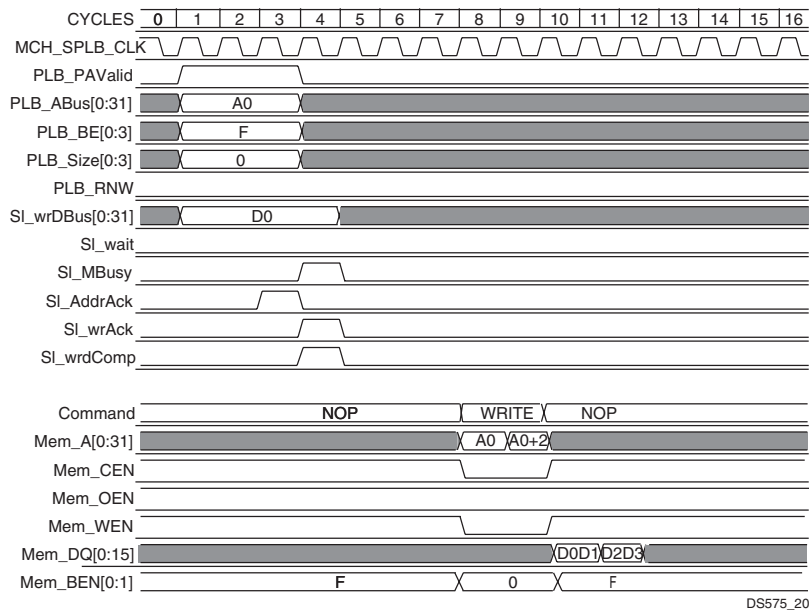 CYCLES 0 1 2 3 4 5 6 7 8 9 10 11 12 13 14 15 16
MCH_SPLB_CLK
PLB_PAValid
PLB_ABus[0:31] A0
PLB_BE[0:3] F
PLB_Size[0:3] 0
PLB_RNW
Sl_wrDBus[0:31] D0
Sl_wait
Sl_MBusy
Sl_AddrAck
Sl_wrAck
Sl_wrdComp
Command NOP WRITE NOP
Mem_A[0:31] A0 A0+2
Mem_CEN
Mem_OEN
Mem_WEN
Mem_DQ[0:15] D0D1 D2D3
Mem_BEN[0:1] F 0 F
DS575_20